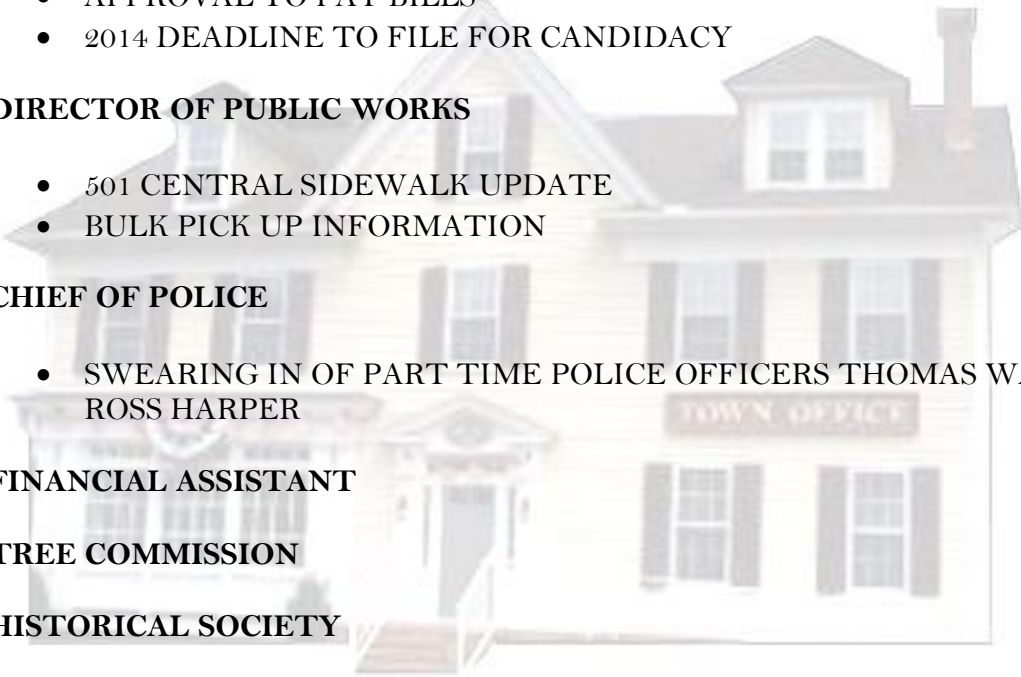 • APPROVAL TO PAY BILLS
• 2014 DEADLINE TO FILE FOR CANDIDACY
DIRECTOR OF PUBLIC WORKS
• 501 CENTRAL SIDEWALK UPDATE
• BULK PICK UP INFORMATION
CHIEF OF POLICE
• SWEARING IN OF PART TIME POLICE OFFICERS THOMAS
ROSS HARPER
TOWN OFFICE
FINANCIAL ASSISTANT
TREE COMMISSION
HISTORICAL SOCIETY